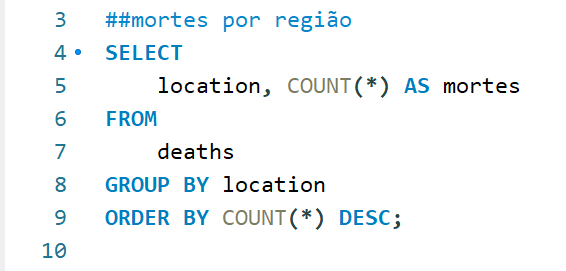 3 ##mortes por região
4 SELECT
5 location, COUNT(*) AS mortes
6 FROM
7 deaths
8 GROUP BY location
9 ORDER BY COUNT(*) DESC;
10